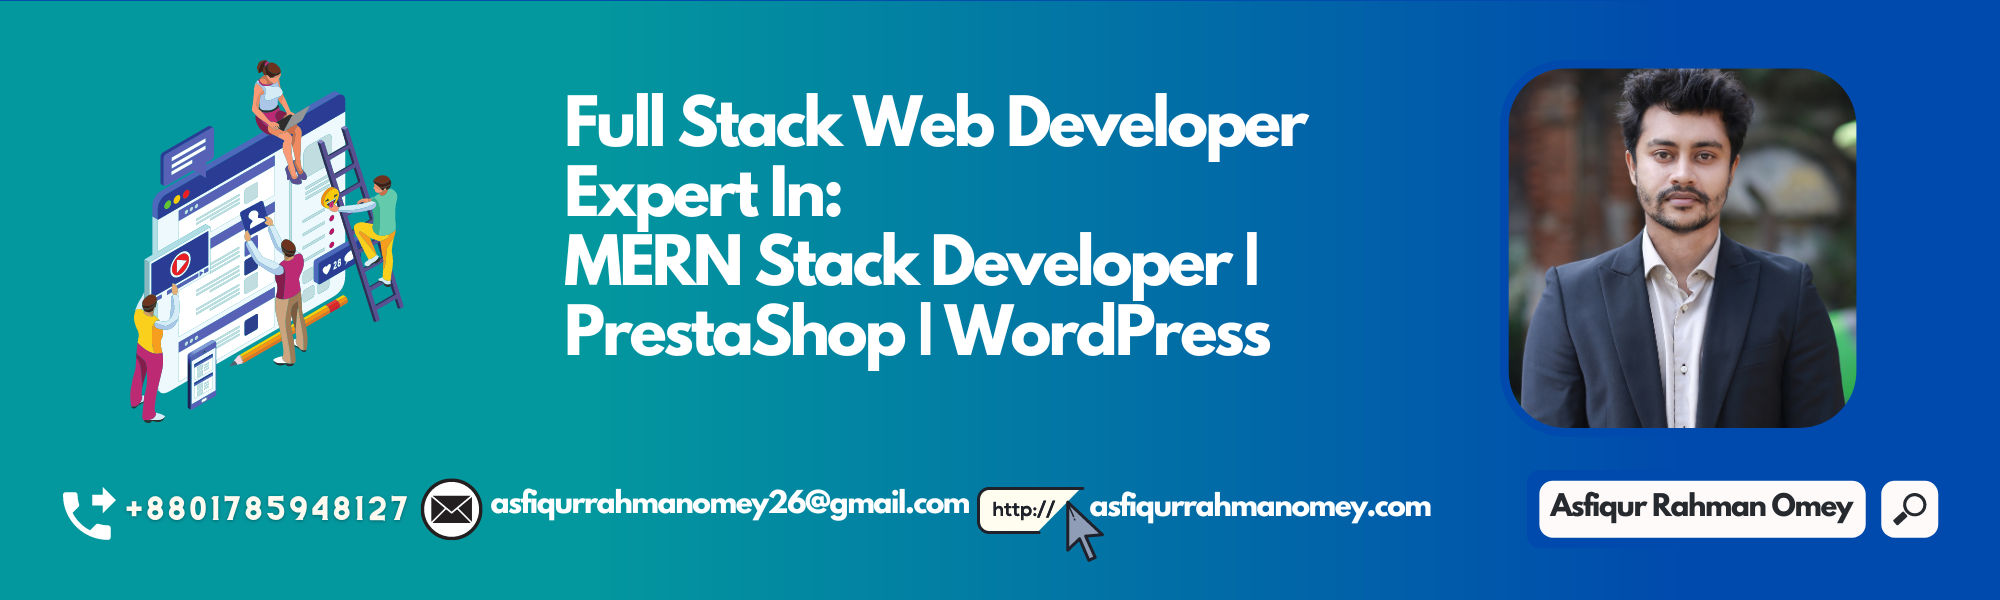 Full Stack Web Developer
Expert In:
MERN Stack Developer |
PrestaShop | WordPress
28
+8801785948127
asfiqurrahmanomey26@gmail.com
http://
asfiqurrahmanomey.com
Asfiqur Rahman Omey